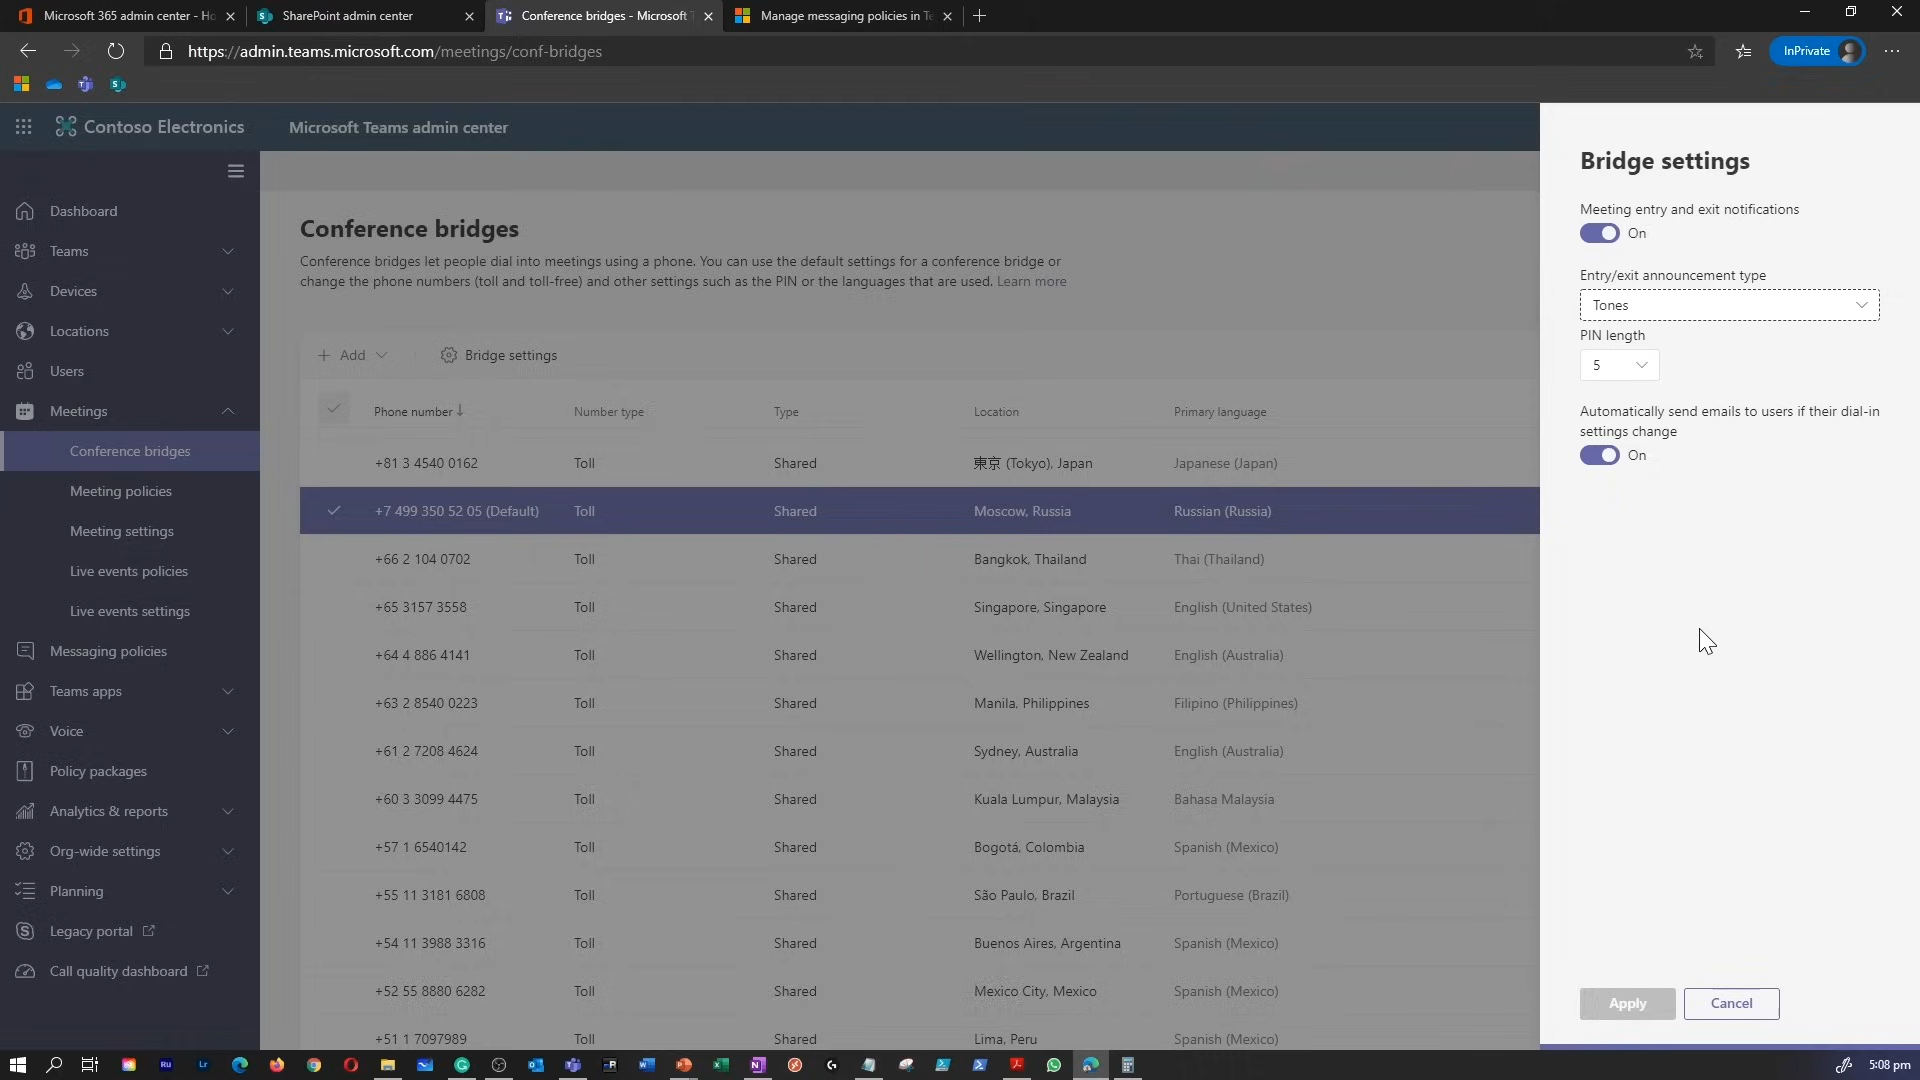 Microsoft 365 admin center - Ho
SharePoint admin center
Conference bridges - Microsoft T
Manage messaging policies in Te
https://admin.teams.microsoft.com/meetings/conf-bridges
InPrivate
Contoso Electronics
Microsoft Teams admin center
Dashboard
Teams
Devices
Locations
Users
Meetings
Conference bridges
Meeting policies
Meeting settings
Live events policies
Live events settings
Messaging policies
Teams apps
Voice
Policy packages
Analytics & reports
Org-wide settings
Planning
Legacy portal
Call quality dashboard
Conference bridges
Conference bridges let people dial into meetings using a phone. You can use the default settings for a conference bridge or
change the phone numbers (toll and toll-free) and other settings such as the PIN or the languages that are used. Learn more
+ Add
Bridge settings
Phone number↓ Number type Type Location Primary language
+81 3 4540 0162 Toll Shared 東京 (Tokyo), Japan Japanese (Japan)
+7 499 350 52 05 (Default) Toll Shared Moscow, Russia Russian (Russia)
+66 2 104 0702 Toll Shared Bangkok, Thailand Thai (Thailand)
+65 3157 3558 Toll Shared Singapore, Singapore English (United States)
+64 4 886 4141 Toll Shared Wellington, New Zealand English (Australia)
+63 2 8540 0223 Toll Shared Manila, Philippines Filipino (Philippines)
+61 2 7208 4624 Toll Shared Sydney, Australia English (Australia)
+60 3 3099 4475 Toll Shared Kuala Lumpur, Malaysia Bahasa Malaysia
+57 1 6540142 Toll Shared Bogotá, Colombia Spanish (Mexico)
+55 11 3181 6808 Toll Shared São Paulo, Brazil Portuguese (Brazil)
+54 11 3988 3316 Toll Shared Buenos Aires, Argentina Spanish (Mexico)
+52 55 8880 6282 Toll Shared Mexico City, Mexico Spanish (Mexico)
+51 1 7097989 Toll Shared Lima, Peru Spanish (Mexico)
Bridge settings
Meeting entry and exit notifications
On
Entry/exit announcement type
Tones
PIN length
5
Automatically send emails to users if their dial-in
settings change
On
Apply
Cancel
5:08 pm